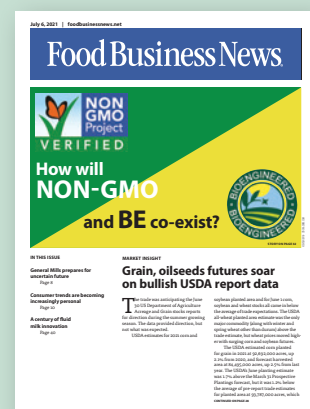 July 6, 2021 | foodbusinessnews.net
Food Business News
NON
GMO
Project
VERIFIED
How will
NON-GMO
and BE co-exist?
BIOENGINEERED
BIOENGINEERED
STORY ON PAGE
IN THIS ISSUE
General Mills prepares for
uncertain future
Page 8
Consumer trends are becoming
increasingly personal
Page 10
A century of fluid
milk innovation
Page
MARKET INSIGHT
Grain, oilseeds futures soar
on bullish USDA report data
The trade was anticipating the June
30 US Department of Agriculture
Acreage and Grain stocks reports
for direction during the summer growing
season. The data provided direction, but
not what was expected.
USDA estimates for 2021 corn and
soybean planted area and for June 1 corn,
soybean and wheat stocks all came in below
the average of trade expectations. The USDA
all-wheat planted area estimate was the only
major commodity (along with winter and
spring wheat other than durum) above the
trade estimate, but wheat prices moved high-
er with surging corn and soybean futures.
The USDA estimated corn planted
for grain in 2021 at 92,692,000 acres, up
2.1% from 2020, and forecast harvested
area at 84,495,000 acres, up 2.5% from last
year. The USDA's June planting estimate
was 1.7% above the March 31 Prospective
Plantings forecast, but it was 1.2% below
the average of pre-report trade estimates
for planted area at 93,787,000 acres, which